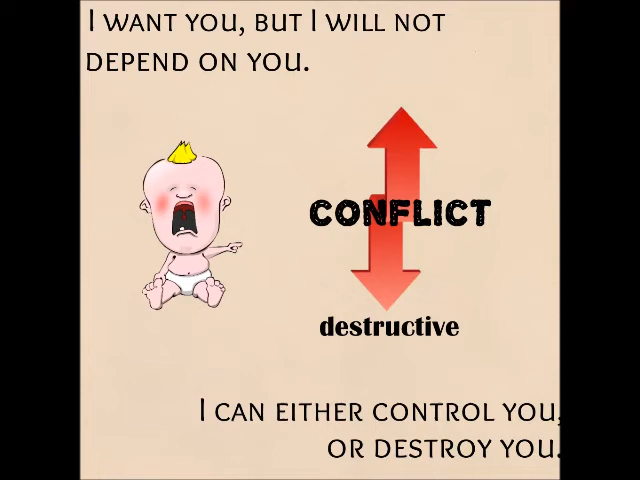 I WANT YOU, BUT I WILL NOT
DEPEND ON YOU.
CONFLICT
destructive
I CAN EITHER CONTROL YOU,
OR DESTROY YOU.